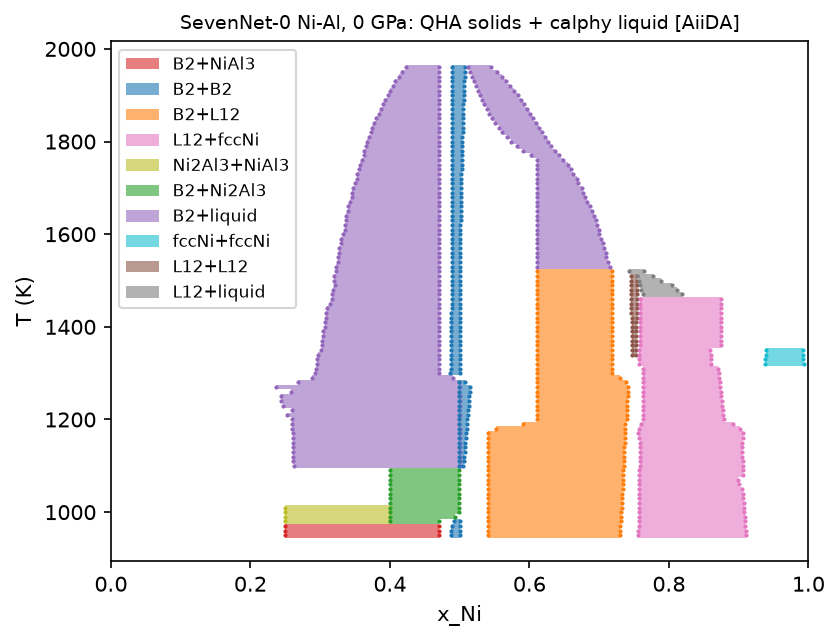 SevenNet-0 Ni-Al, 0 GPa: QHA solids + calphy liquid [AiiDA]
2000
1800
1600
1400
1200
1000
T (K)
B2+NiAl3
B2+B2
B2+L12
L12+fccNi
Ni2Al3+NiAl3
B2+Ni2Al3
B2+liquid
fccNi+fccNi
L12+L12
L12+liquid
0.0 0.2 0.4 0.6 0.8 1.0
x_Ni